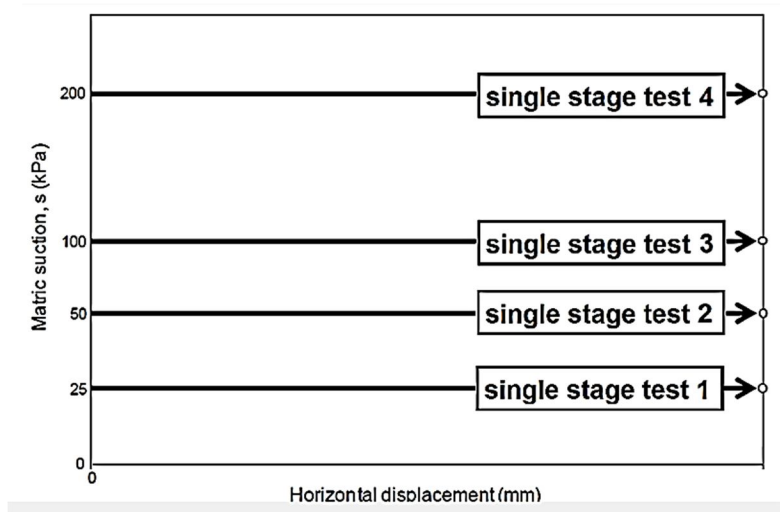 200
single stage test 4
100
single stage test 3
50
single stage test 2
25
single stage test 1
0
0
Matric suction, s (kPa)
Horizontal displacement (mm)